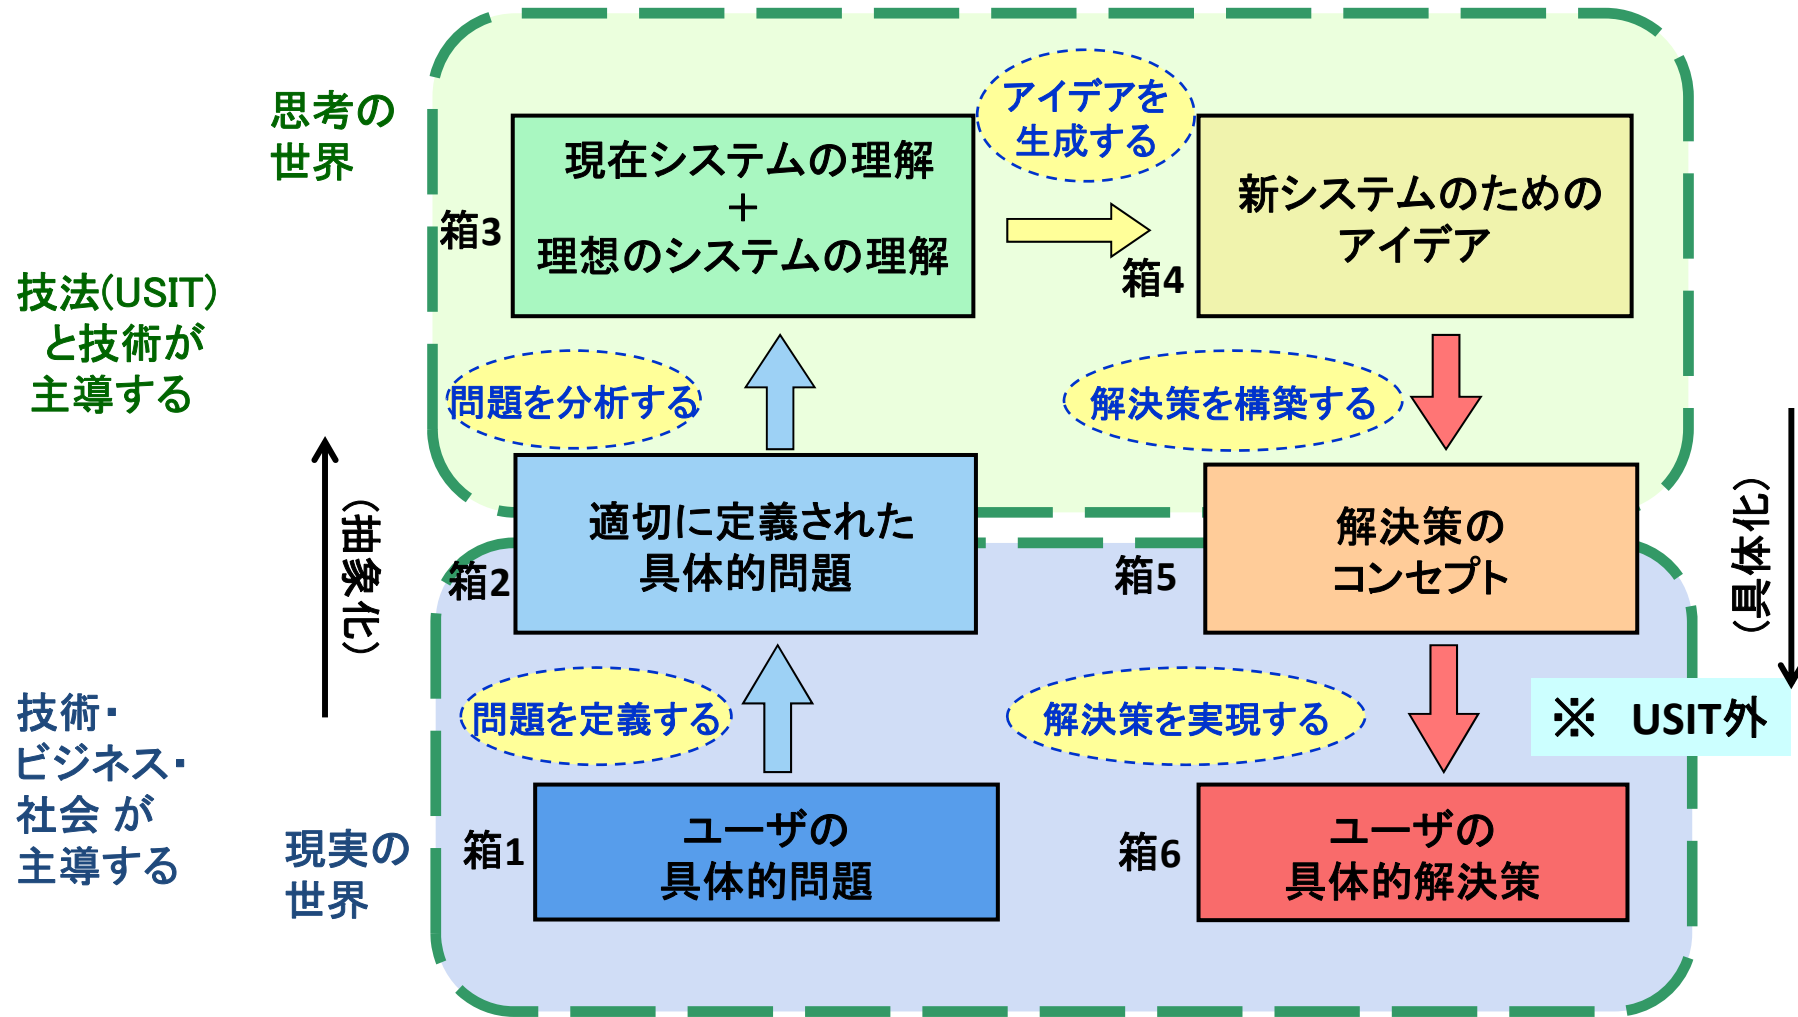 思考の
世界
アイデアを
生成する
現在システムの理解
＋
理想のシステムの理解
箱3
新システムのための
アイデア
箱4
技法(USIT)
と技術が
主導する
問題を分析する
解決策を構築する
(抽象化)
(具体化)
適切に定義された
具体的問題
箱2
解決策の
コンセプト
箱5
技術・
ビジネス・
社会 が
主導する
問題を定義する
解決策を実現する
※ USIT外
現実の
世界
箱1
ユーザの
具体的問題
箱6
ユーザの
具体的解決策